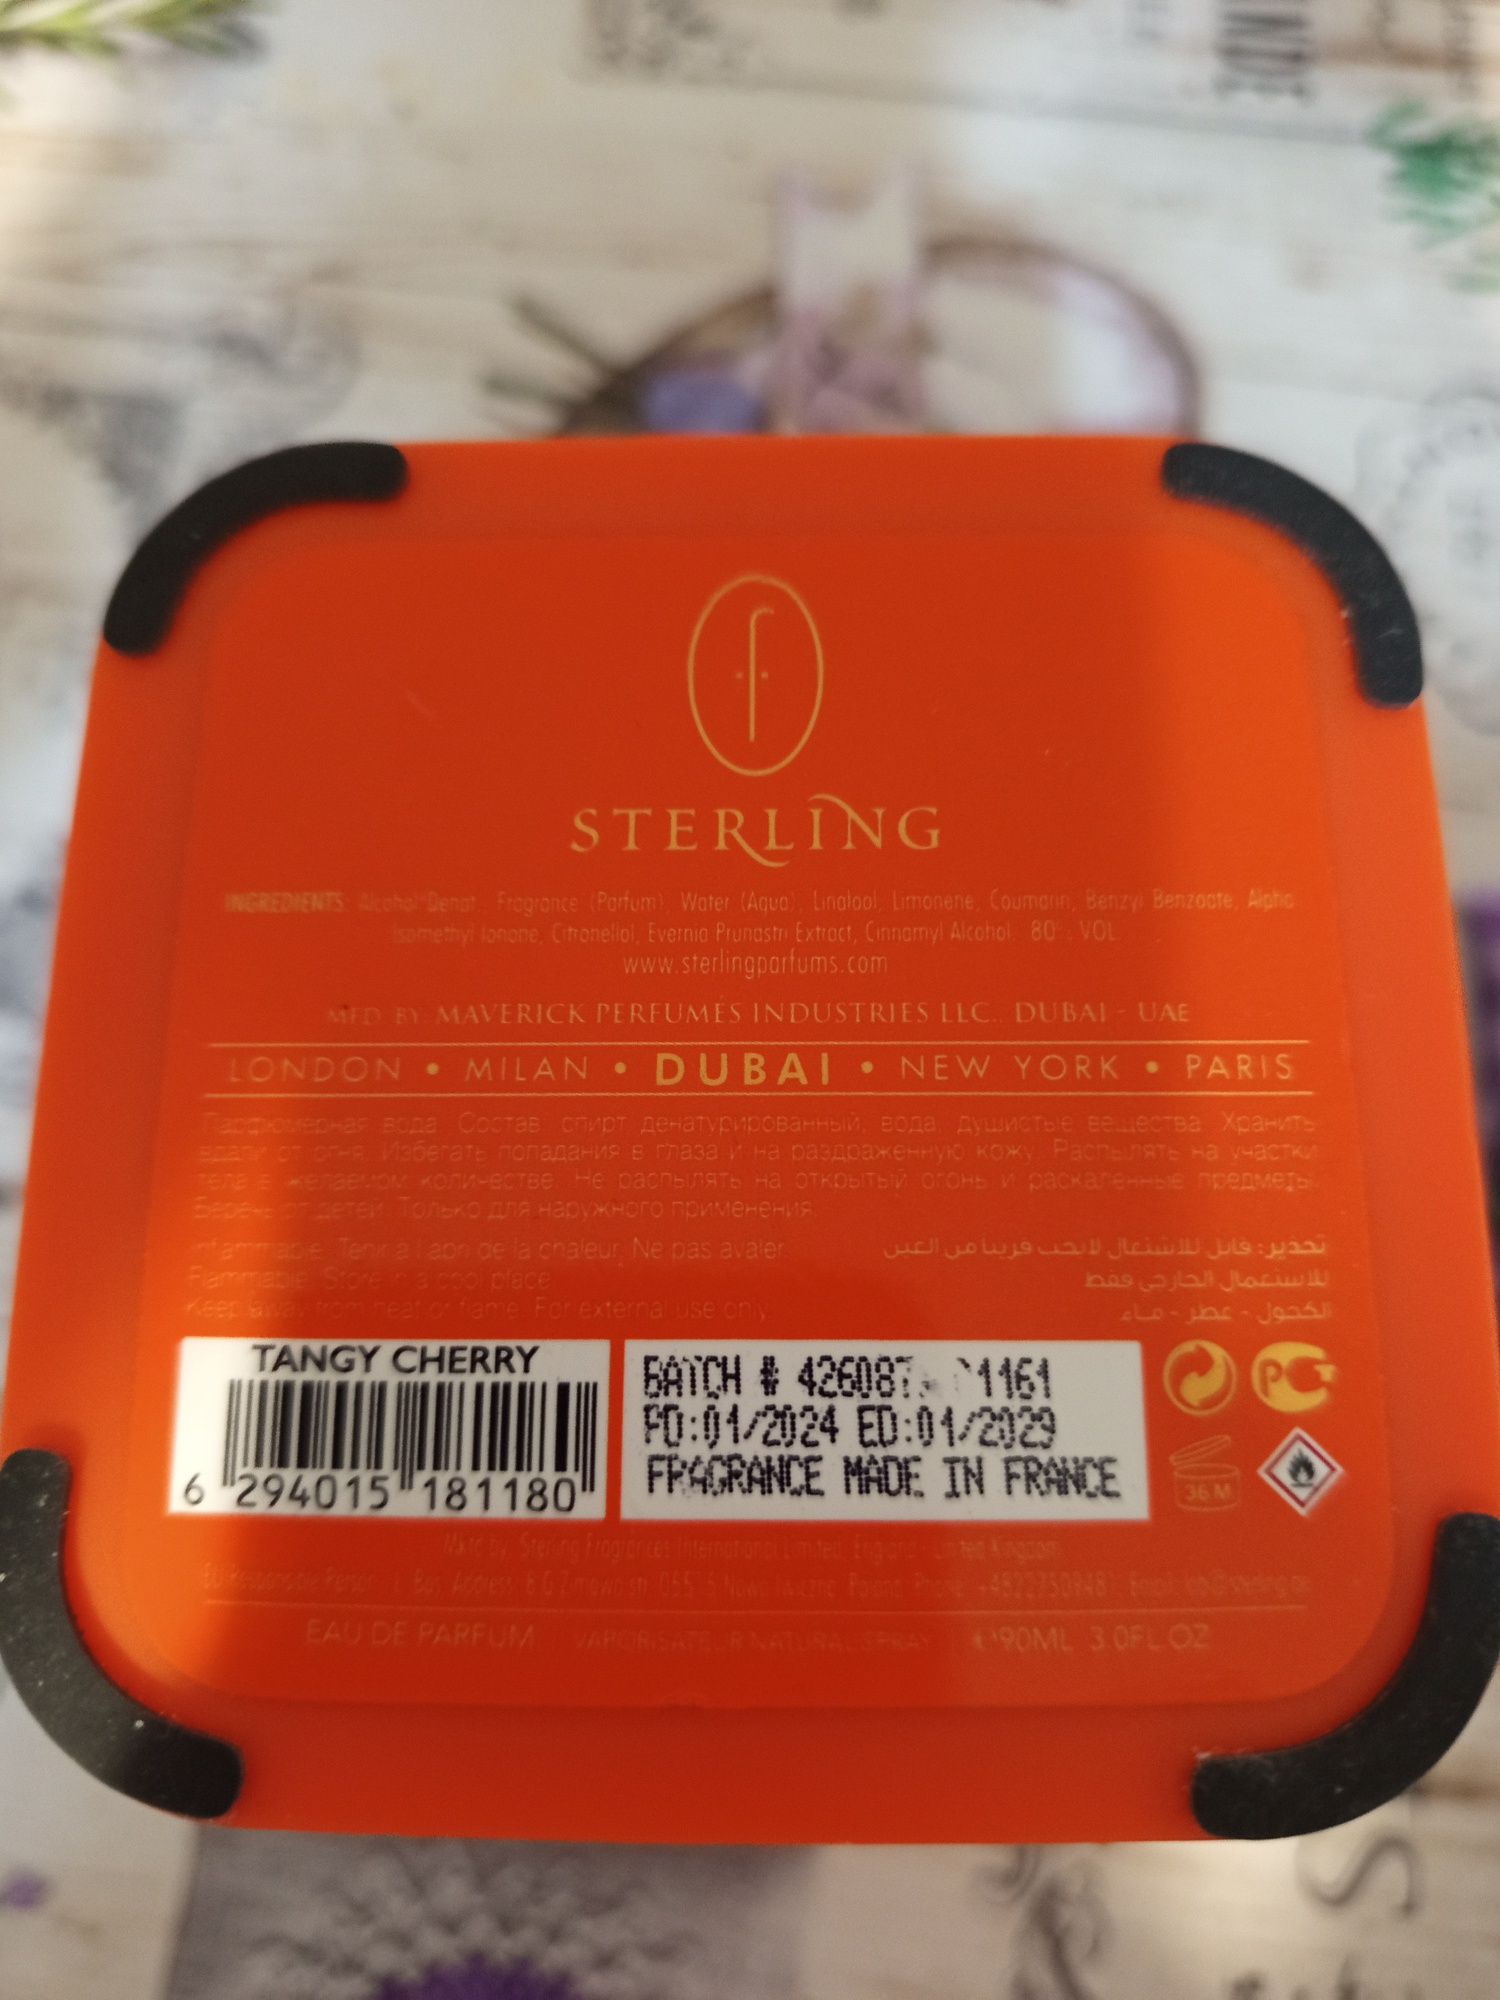 f
STERLING
INGREDIENTS: Alcohol Denat., Fragrance (Parfum), Water (Aqua), Linalool, Limonene, Coumarin, Benzyl Benzoate, Alpha
Isomethyl Ionone, Citronellol, Evernia Prunastri Extract, Cinnamyl Alcohol. 80% VOL.
www.sterlingparfums.com
MFD BY: MAVERICK PERFUMES INDUSTRIES LLC., DUBAI - UAE
LONDON • MILAN • DUBAI • NEW YORK • PARIS
Парфюмерная вода. Состав: спирт денатурированный, вода, душистые вещества. Хранить
вдали от огня. Избегать попадания в глаза и на раздраженную кожу. Распылять на участки
тела в желаемом количестве. Не распылять на открытый огонь и раскаленные предметы.
Беречь от детей. Только для наружного применения.
Inflammable. Tenir à l'abri de la chaleur. Ne pas avaler
Flammable. Store in a cool place
Keep away from heat or flame. For external use only.
تحذير: قابل للاشتعال لا يجب قريباً من العين
للاستعمال الخارجي فقط
الكحول - عطر - ماء
TANGY CHERRY
6 294015 181180
BATCH # 426087 1161
PD:01/2024 ED:01/2029
FRAGRANCE MADE IN FRANCE
36 M
Mktd by: Sterling Fragrances International Limited, England - United Kingdom
EU Responsible Person Address:
EAU DE PARFUM VAPORISATEUR NATURAL SPRAY 90ML 3.0FL OZ